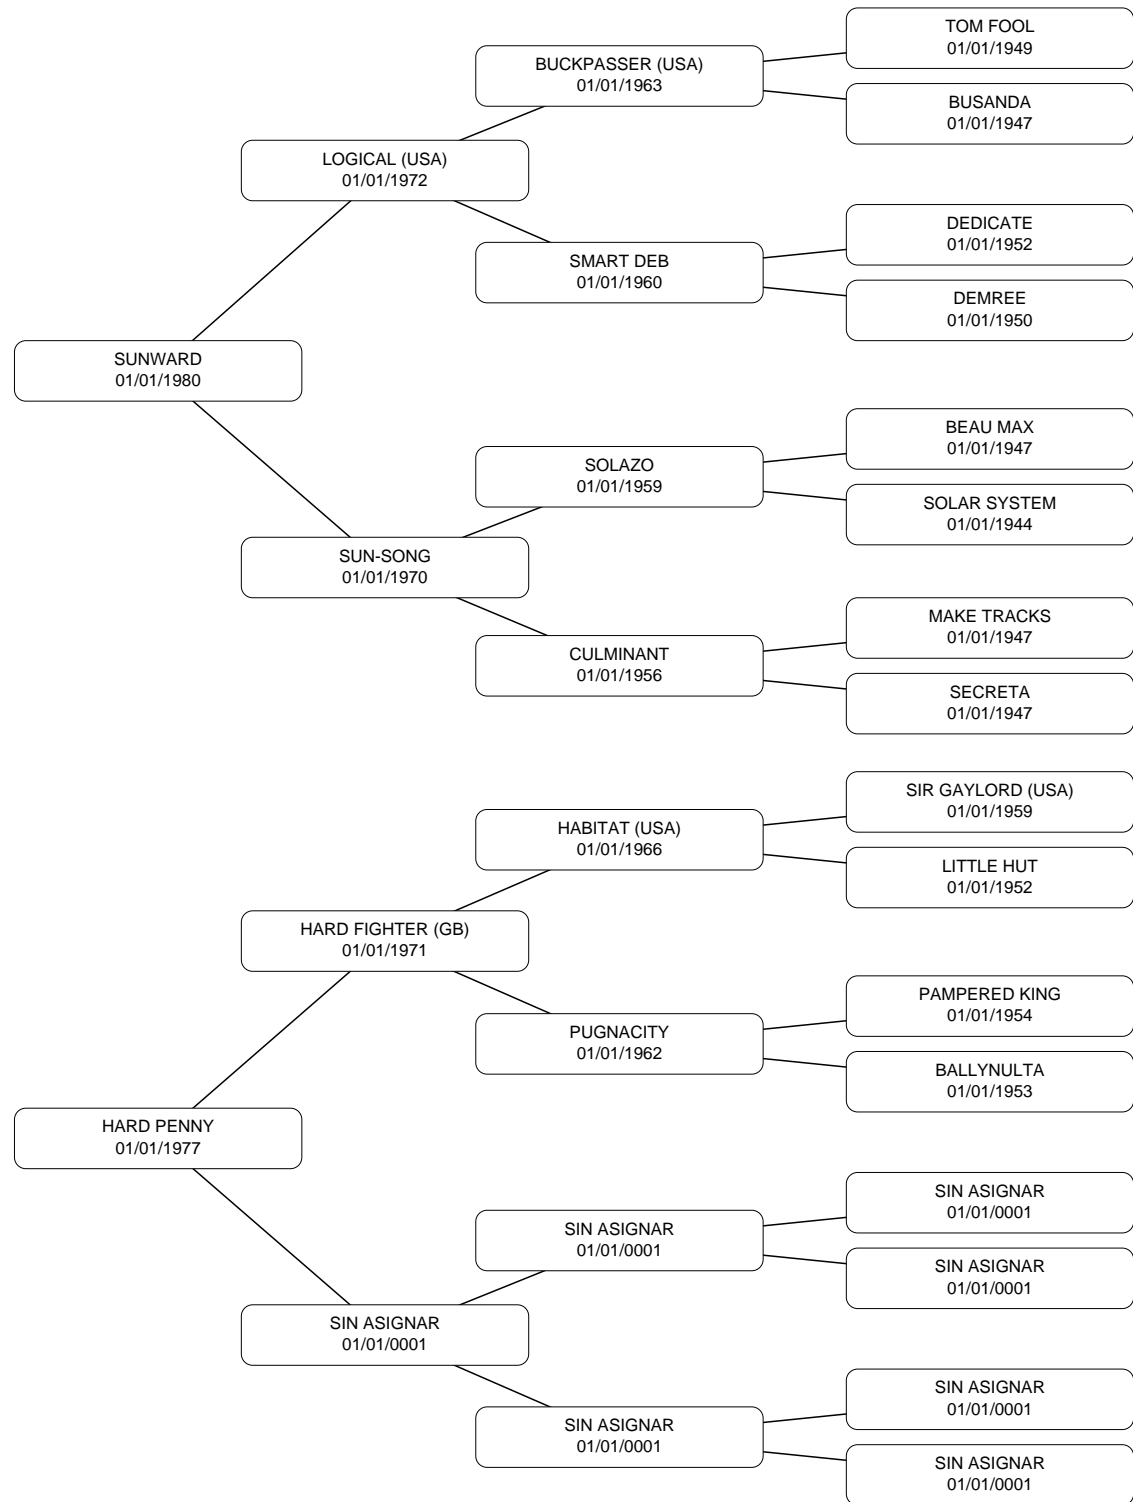 TOM FOOL
01/01/1949
BUCKPASSER (USA)
01/01/1963
BUSANDA
01/01/1947
LOGICAL (USA)
01/01/1972
DEDICATE
01/01/1952
SMART DEB
01/01/1960
DEMREE
01/01/1950
SUNWARD
01/01/1980
BEAU MAX
01/01/1947
SOLAZO
01/01/1959
SOLAR SYSTEM
01/01/1944
SUN-SONG
01/01/1970
MAKE TRACKS
01/01/1947
CULMINANT
01/01/1956
SECRETA
01/01/1947
SIR GAYLORD (USA)
01/01/1959
HABITAT (USA)
01/01/1966
LITTLE HUT
01/01/1952
HARD FIGHTER (GB)
01/01/1971
PAMPERED KING
01/01/1954
PUGNACITY
01/01/1962
BALLYNULTA
01/01/1953
HARD PENNY
01/01/1977
SIN ASIGNAR
01/01/0001
SIN ASIGNAR
01/01/0001
SIN ASIGNAR
01/01/0001
SIN ASIGNAR
01/01/0001
SIN ASIGNAR
01/01/0001
SIN ASIGNAR
01/01/0001
SIN ASIGNAR
01/01/0001